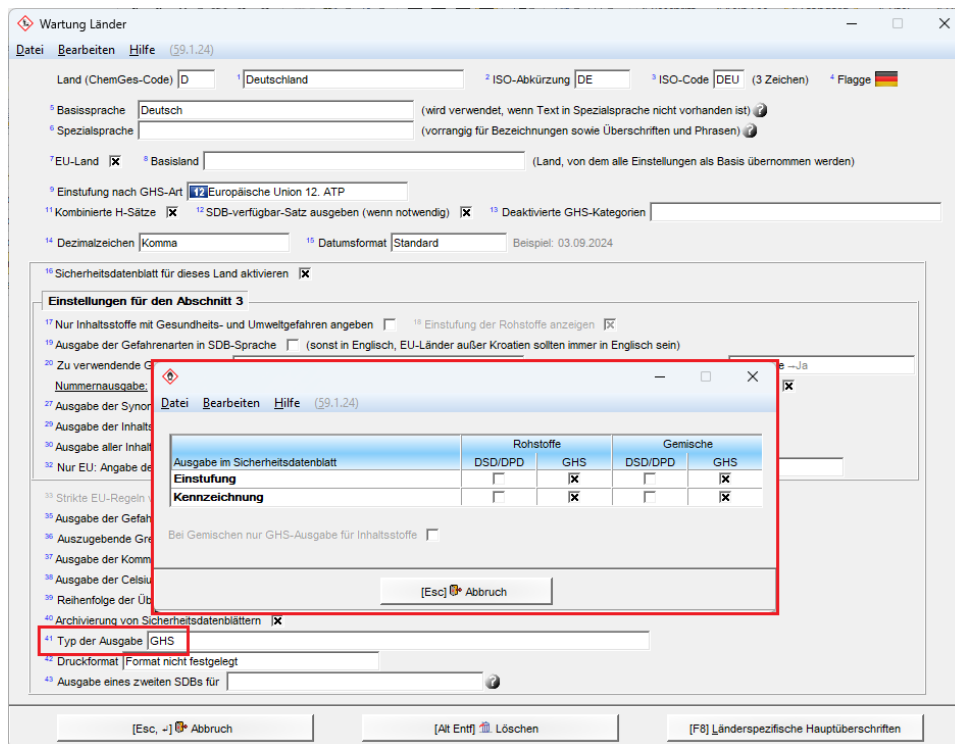 Wartung Länder
Datei Bearbeiten Hilfe (59.1.24)
Land (ChemGes-Code) D 1 Deutschland 2 ISO-Abkürzung DE 3 ISO-Code DEU (3 Zeichen) 4 Flagge
5 Basissprache Deutsch (wird verwendet, wenn Text in Spezialsprache nicht vorhanden ist)
6 Spezialsprache (vorrangig für Bezeichnungen sowie Überschriften und Phrasen)
7 EU-Land 8 Basisland (Land, von dem alle Einstellungen als Basis übernommen werden)
9 Einstufung nach GHS-Art 12 Europäische Union 12. ATP
11 Kombinierte H-Sätze 12 SDB-verfügbar-Satz ausgeben (wenn notwendig) 13 Deaktivierte GHS-Kategorien
14 Dezimalzeichen Komma 15 Datumsformat Standard Beispiel: 03.09.2024
16 Sicherheitsdatenblatt für dieses Land aktivieren
Einstellungen für den Abschnitt 3
17 Nur Inhaltsstoffe mit Gesundheits- und Umweltgefahren angeben 18 Einstufung der Rohstoffe anzeigen
19 Ausgabe der Gefahrenarten in SDB-Sprache (sonst in Englisch, EU-Länder außer Kroatien sollten immer in Englisch sein)
20 Zu verwendende G e --Ja
Nummernausgabe:
27 Ausgabe der Synor
29 Ausgabe der Inhalts
30 Ausgabe aller Inhalt
32 Nur EU: Angabe de
33 Strikte EU-Regeln v
35 Ausgabe der Gefah
36 Auszugebende Gre
37 Ausgabe der Komm
38 Ausgabe der Celsiu
39 Reihenfolge der Üb
40 Archivierung von Sicherheitsdatenblättern
41 Typ der Ausgabe GHS
42 Druckformat Format nicht festgelegt
43 Ausgabe eines zweiten SDBs für
[Esc, ↵] Abbruch [Alt Entf] Löschen [F8] Länderspezifische Hauptüberschriften
Datei Bearbeiten Hilfe (59.1.24)
Rohstoffe Gemische
Ausgabe im Sicherheitsdatenblatt DSD/DPD GHS DSD/DPD GHS
Einstufung
Kennzeichnung
Bei Gemischen nur GHS-Ausgabe für Inhaltsstoffe
[Esc] Abbruch